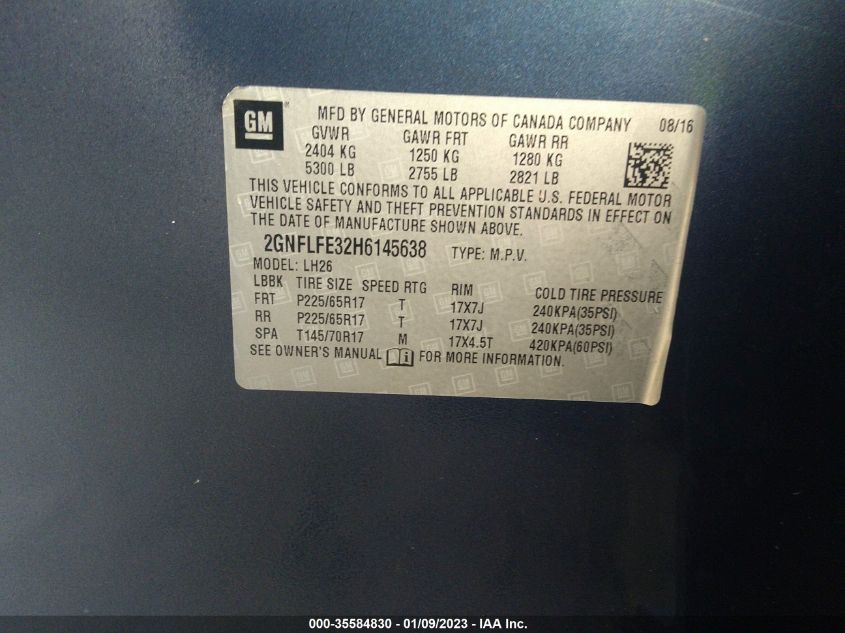 GM
MFD BY GENERAL MOTORS OF CANADA COMPANY 08/16
GVWR GAWR FRT GAWR RR
2404 KG 1250 KG 1280 KG
5300 LB 2755 LB 2821 LB
THIS VEHICLE CONFORMS TO ALL APPLICABLE U.S. FEDERAL MOTOR
VEHICLE SAFETY AND THEFT PREVENTION STANDARDS IN EFFECT ON
THE DATE OF MANUFACTURE SHOWN ABOVE.
2GNFLFE32H6145638 TYPE: M.P.V.
MODEL: LH26
LBBK TIRE SIZE SPEED RTG RIM COLD TIRE PRESSURE
FRT P225/65R17 T 17X7J 240KPA(35PSI)
RR P225/65R17 T 17X7J 240KPA(35PSI)
SPA T145/70R17 M 17X4.5T 420KPA(60PSI)
SEE OWNER'S MANUAL FOR MORE INFORMATION.
000-35584830 - 01/09/2023 - IAA Inc.